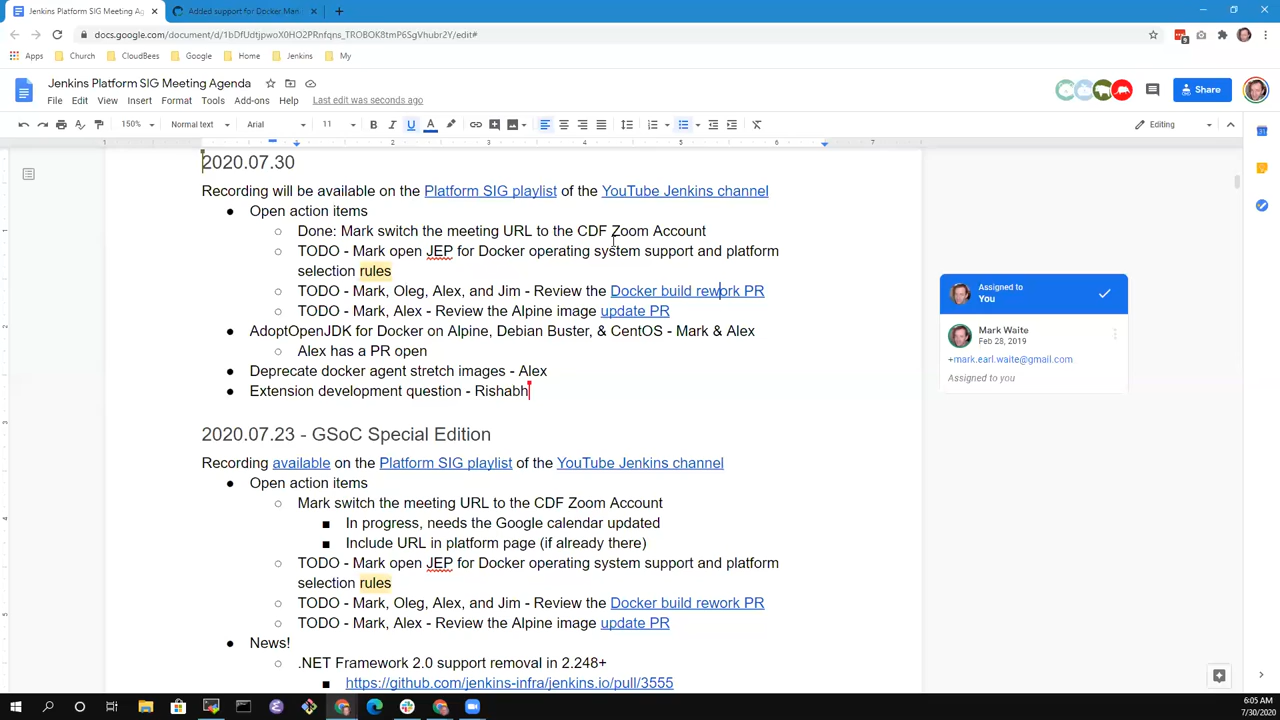 Jenkins Platform SIG Meeting Agenda
Added support for Docker Man
docs.google.com/document/d/1bDfUdtjpwoX0HO2PRnfqns_TROBOK8tmP6SgVhubr2Y/edit#
Apps Church CloudBees Google Home Jenkins My
Jenkins Platform SIG Meeting Agenda
Share
File Edit View Insert Format Tools Add-ons Help Last edit was seconds ago
150% Normal text Arial 11 B I U A Editing
1 1 2 3 4 5 6 7
2020.07.30
Recording will be available on the Platform SIG playlist of the YouTube Jenkins channel
● Open action items
○ Done: Mark switch the meeting URL to the CDF Zoom Account
○ TODO - Mark open JEP for Docker operating system support and platform
selection rules
○ TODO - Mark, Oleg, Alex, and Jim - Review the Docker build rework PR
○ TODO - Mark, Alex - Review the Alpine image update PR
● AdoptOpenJDK for Docker on Alpine, Debian Buster, & CentOS - Mark & Alex
○ Alex has a PR open
● Deprecate docker agent stretch images - Alex
● Extension development question - Rishabh
Assigned to
You
Mark Waite
Feb 28, 2019
+mark.earl.waite@gmail.com
Assigned to you
2020.07.23 - GSoC Special Edition
Recording available on the Platform SIG playlist of the YouTube Jenkins channel
● Open action items
○ Mark switch the meeting URL to the CDF Zoom Account
■ In progress, needs the Google calendar updated
■ Include URL in platform page (if already there)
○ TODO - Mark open JEP for Docker operating system support and platform
selection rules
○ TODO - Mark, Oleg, Alex, and Jim - Review the Docker build rework PR
○ TODO - Mark, Alex - Review the Alpine image update PR
● News!
○ .NET Framework 2.0 support removal in 2.248+
■ https://github.com/jenkins-infra/jenkins.io/pull/3555
6:05 AM
7/30/2020